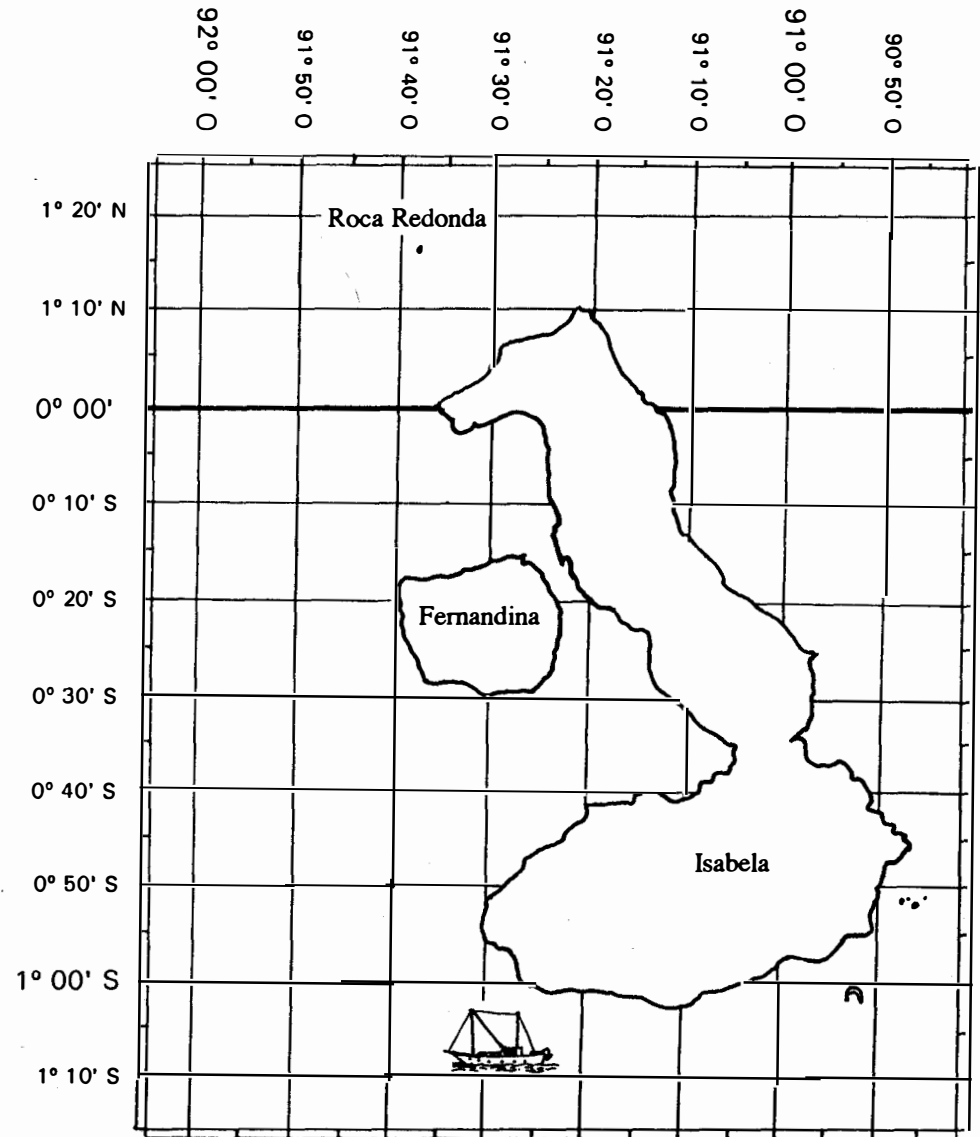 92° 00' O
91° 50' O
91° 40' O
91° 30' O
91° 20' O
91° 10' O
91° 00' O
90° 50' O
1° 20' N
Roca Redonda
1° 10' N
0° 00'
0° 10' S
0° 20' S
Fernandina
0° 30' S
0° 40' S
Isabela
0° 50' S
1° 00' S
1° 10' S